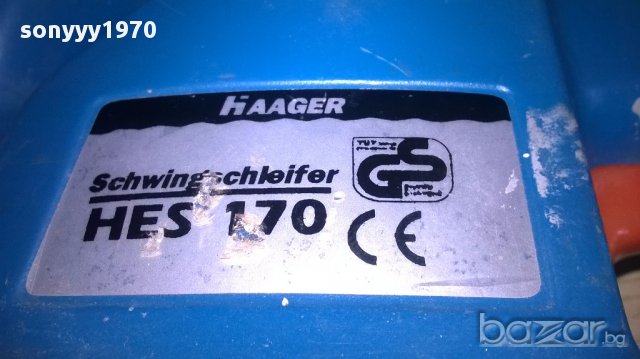 sonyyy1970
HAAGER
Schwingschleifer
HES 170
GS
CE
bazar.bg